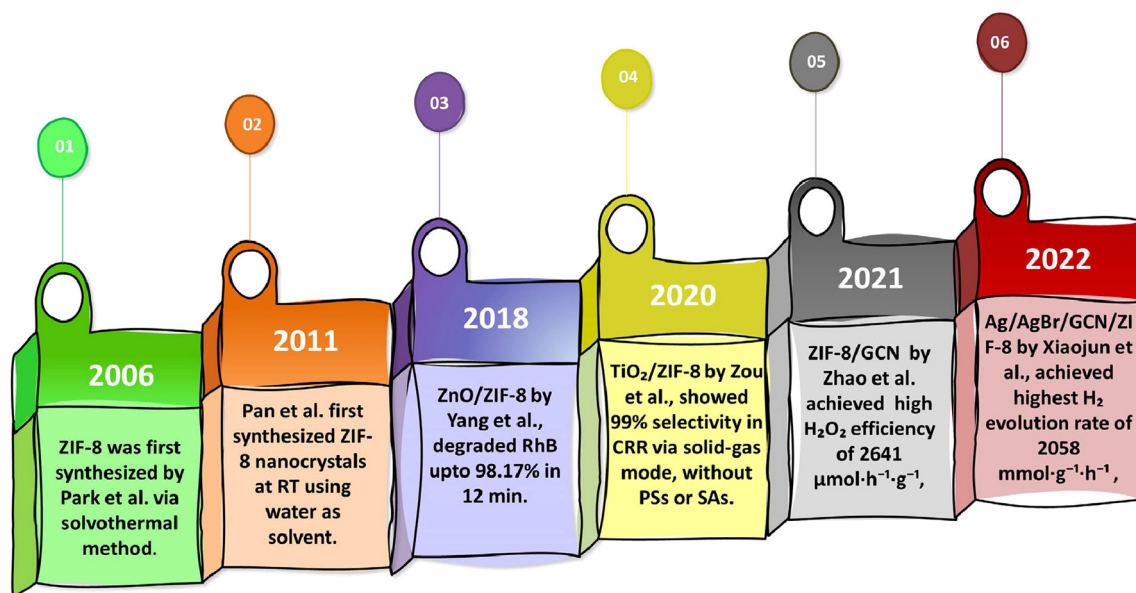 01
2006
ZIF-8 was first
synthesized by
Park et al. via
solvothermal
method.
02
2011
Pan et al. first
synthesized ZIF-
8 nanocrystals
at RT using
water as
solvent.
03
2018
ZnO/ZIF-8 by
Yang et al.,
degraded RhB
upto 98.17% in
12 min.
04
2020
TiO₂/ZIF-8 by Zou
et al., showed
99% selectivity in
CRR via solid-gas
mode, without
PSs or SAs.
05
2021
ZIF-8/GCN by
Zhao et al.
achieved high
H₂O₂ efficiency
of 2641
μmol·h⁻¹·g⁻¹,
06
2022
Ag/AgBr/GCN/ZI
F-8 by Xiaojun et
al., achieved
highest H₂
evolution rate of
2058
mmol·g⁻¹·h⁻¹,